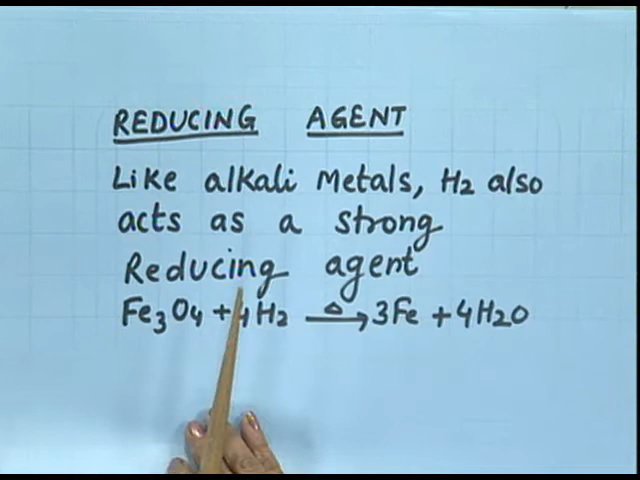 REDUCING AGENT
Like alkali Metals, H2 also
acts as a strong
Reducing agent
Fe3O4 + 4H2 Δ→ 3Fe + 4H2O